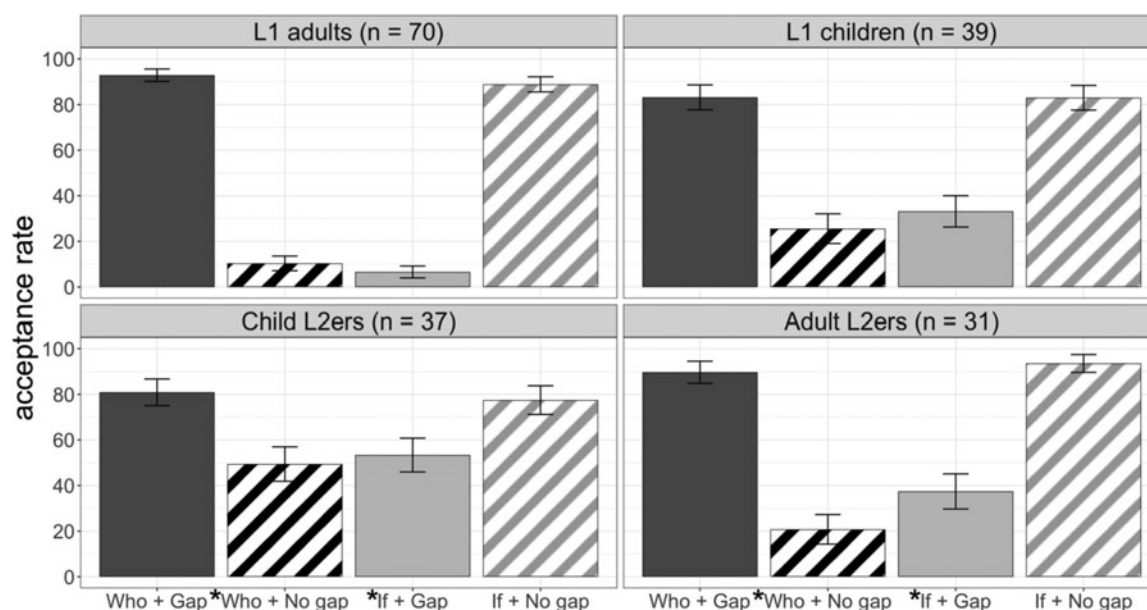 L1 adults (n = 70)
L1 children (n = 39)
100
80
60
40
20
0
Child L2ers (n = 37)
Adult L2ers (n = 31)
100
80
60
40
20
0
acceptance rate
Who + Gap *Who + No gap *If + Gap If + No gap
Who + Gap *Who + No gap *If + Gap If + No gap